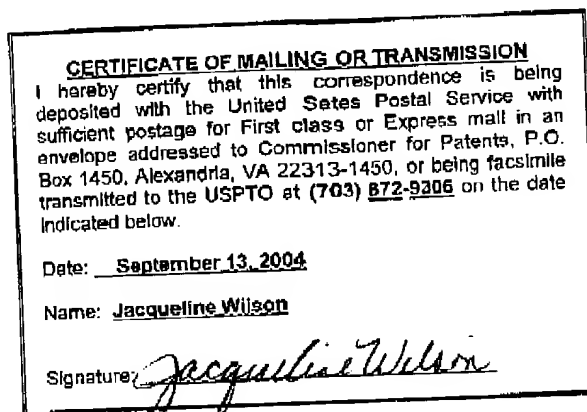 CERTIFICATE OF MAILING OR TRANSMISSION
I hereby certify that this correspondence is being
deposited with the United Setes Postal Service with
sufficient postage for First class or Express mail in an
envelope addressed to Commissioner for Patents, P.O.
Box 1450, Alexandria, VA 22313-1450, or being facsimile
transmitted to the USPTO at (703) 872-9306 on the date
indicated below.
Date: September 13, 2004
Name: Jacqueline Wilson
Signature: Jacqueline Wilson